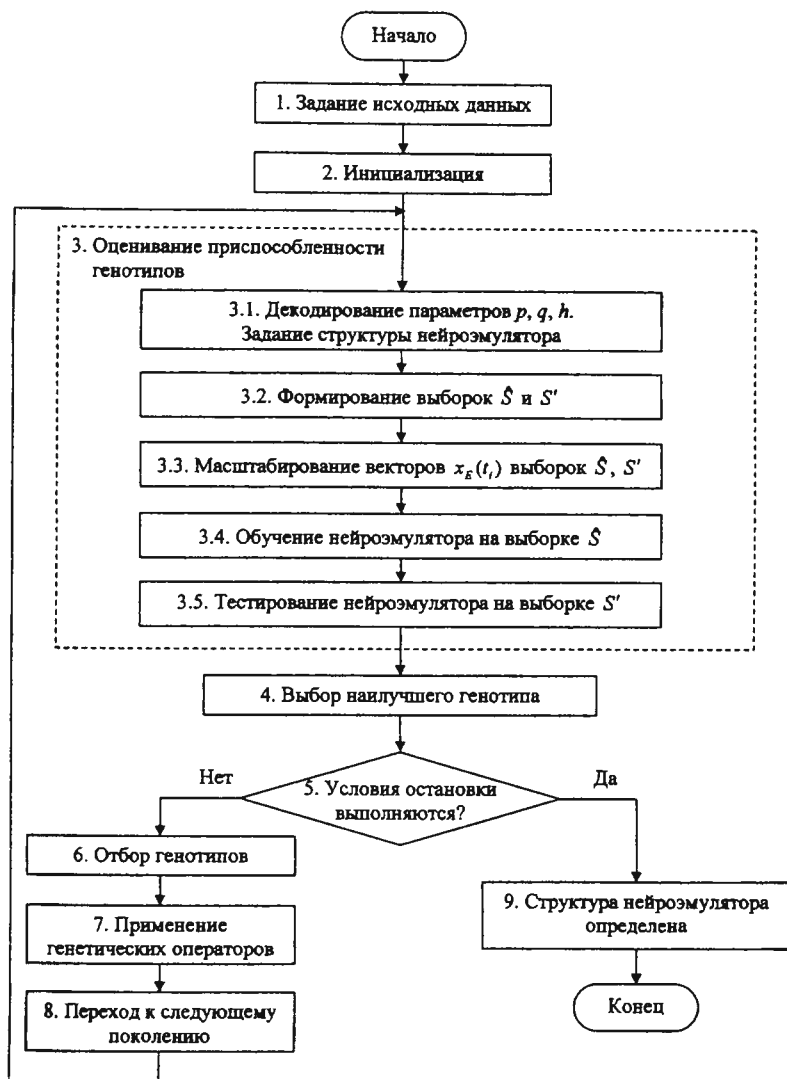 Начало
1. Задание исходных данных
2. Инициализация
3. Оценивание приспособленности
генотипов
3.1. Декодирование параметров p, q, h.
Задание структуры нейроэмулятора
3.2. Формирование выборок Ŝ и S′
3.3. Масштабирование векторов x_E(t_i) выборок Ŝ, S′
3.4. Обучение нейроэмулятора на выборке Ŝ
3.5. Тестирование нейроэмулятора на выборке S′
4. Выбор наилучшего генотипа
Нет
5. Условия остановки
выполняются?
Да
6. Отбор генотипов
7. Применение
генетических операторов
8. Переход к следующему
поколению
9. Структура нейроэмулятора
определена
Конец